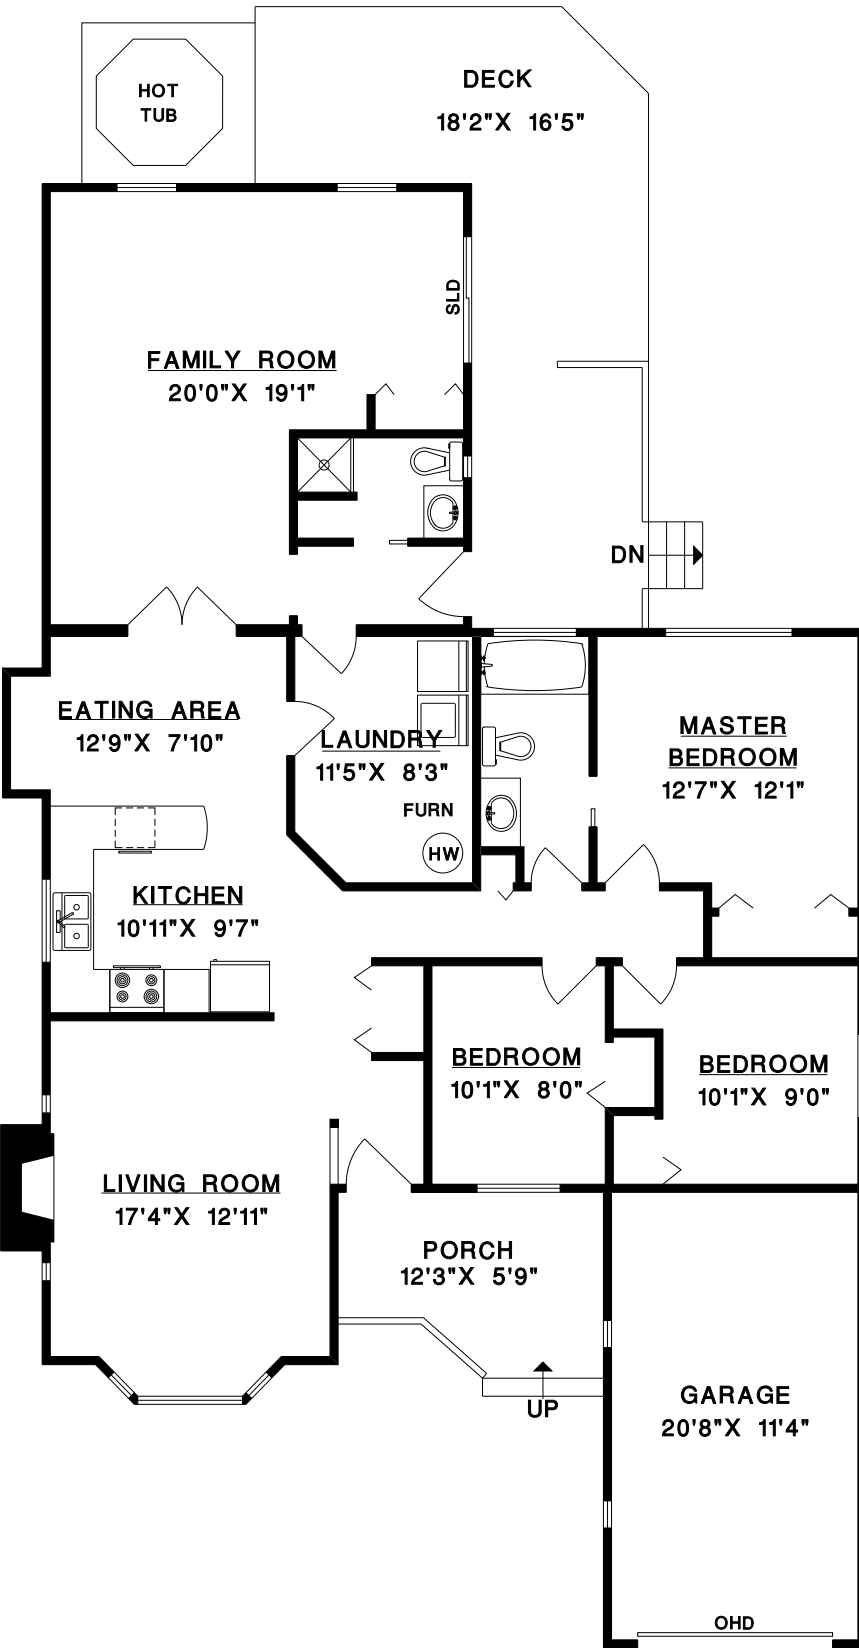 HOT
TUB
DECK
18'2"X 16'5"
SLD
FAMILY ROOM
20'0"X 19'1"
DN
EATING AREA
12'9"X 7'10"
LAUNDRY
11'5"X 8'3"
FURN
HW
MASTER
BEDROOM
12'7"X 12'1"
KITCHEN
10'11"X 9'7"
BEDROOM
10'1"X 8'0"
BEDROOM
10'1"X 9'0"
LIVING ROOM
17'4"X 12'11"
PORCH
12'3"X 5'9"
UP
GARAGE
20'8"X 11'4"
OHD